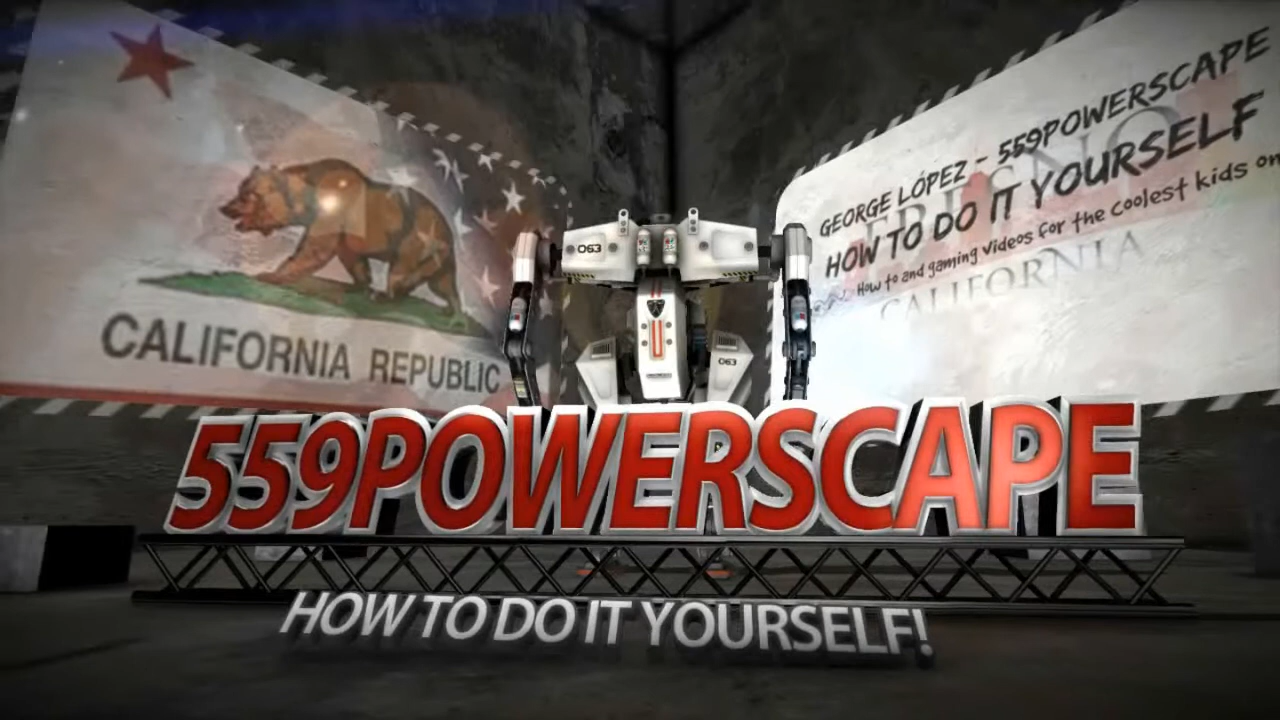 CALIFORNIA REPUBLIC
GEORGE LÓPEZ - 559POWERSCAPE
HOW TO DO IT YOURSELF
How to and gaming videos for the coolest kids on
FRESNO
CALIFORNIA
063
063
559POWERSCAPE
HOW TO DO IT YOURSELF!